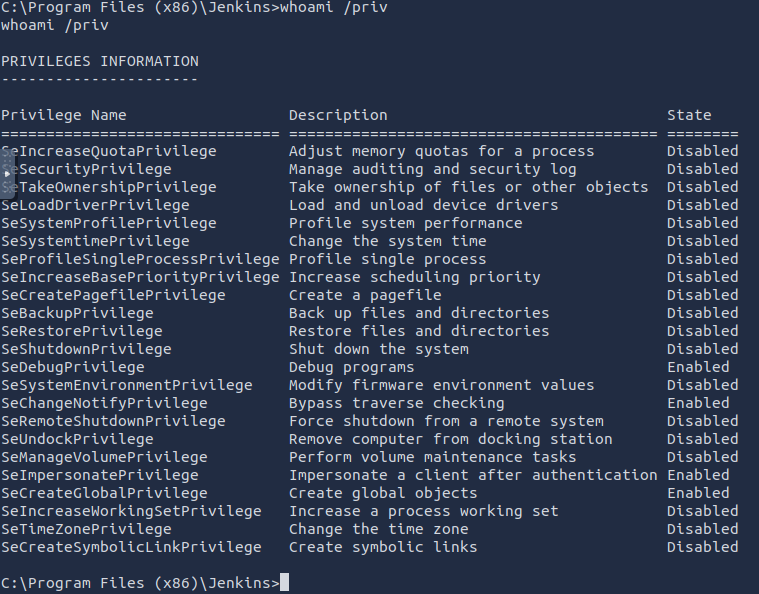 C:\Program Files (x86)\Jenkins>whoami /priv
whoami /priv
PRIVILEGES INFORMATION
----------------------
Privilege Name                Description                               State
============================= ========================================= ========
SeIncreaseQuotaPrivilege      Adjust memory quotas for a process        Disabled
SeSecurityPrivilege           Manage auditing and security log          Disabled
SeTakeOwnershipPrivilege      Take ownership of files or other objects  Disabled
SeLoadDriverPrivilege         Load and unload device drivers            Disabled
SeSystemProfilePrivilege      Profile system performance                Disabled
SeSystemtimePrivilege         Change the system time                    Disabled
SeProfileSingleProcessPrivilege Profile single process                    Disabled
SeIncreaseBasePriorityPrivilege Increase scheduling priority              Disabled
SeCreatePagefilePrivilege     Create a pagefile                         Disabled
SeBackupPrivilege             Back up files and directories             Disabled
SeRestorePrivilege            Restore files and directories             Disabled
SeShutdownPrivilege           Shut down the system                      Disabled
SeDebugPrivilege              Debug programs                            Enabled
SeSystemEnvironmentPrivilege  Modify firmware environment values        Disabled
SeChangeNotifyPrivilege       Bypass traverse checking                  Enabled
SeRemoteShutdownPrivilege     Force shutdown from a remote system       Disabled
SeUndockPrivilege             Remove computer from docking station      Disabled
SeManageVolumePrivilege       Perform volume maintenance tasks          Disabled
SeImpersonatePrivilege        Impersonate a client after authentication Enabled
SeCreateGlobalPrivilege       Create global objects                     Enabled
SeIncreaseWorkingSetPrivilege Increase a process working set            Disabled
SeTimeZonePrivilege           Change the time zone                      Disabled
SeCreateSymbolicLinkPrivilege Create symbolic links                     Disabled
C:\Program Files (x86)\Jenkins>